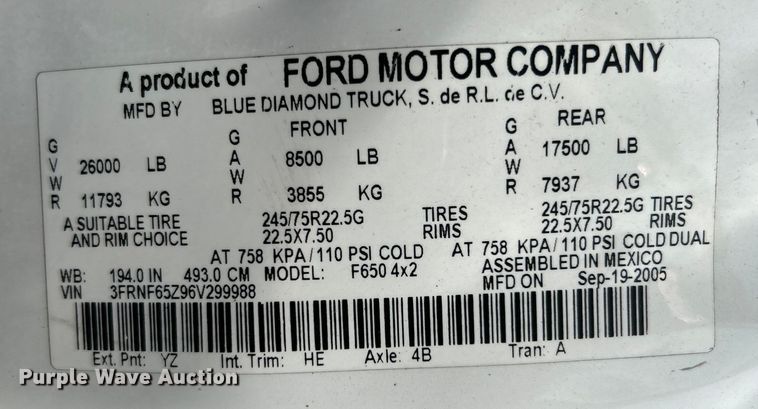 A product of FORD MOTOR COMPANY
MFD BY BLUE DIAMOND TRUCK, S. de R.L. de C.V.
GVWR 26000 LB 11793 KG
FRONT GAWR 8500 LB 3855 KG
REAR GAWR 17500 LB 7937 KG
A SUITABLE TIRE 245/75R22.5G TIRES 245/75R22.5G
AND RIM CHOICE 22.5X7.50 RIMS 22.5X7.50
AT 758 KPA/110 PSI COLD AT 758 KPA/110 PSI COLD DUAL
WB: 194.0 IN 493.0 CM MODEL: F650 4x2 ASSEMBLED IN MEXICO
VIN 3FRNF65Z96V299988 MFD ON Sep-19-2005
Ext. Pnt: YZ Int. Trim: HE Axle: 4B Tran: A
Purple Wave Auction